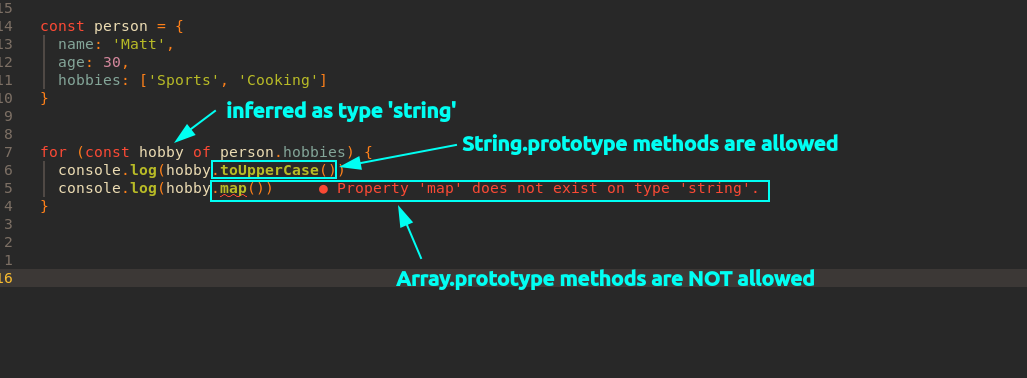 15
14 const person = {
13 name: 'Matt',
12 age: 30,
11 hobbies: ['Sports', 'Cooking']
10 }
9 inferred as type 'string'
8
String.prototype methods are allowed
7 for (const hobby of person.hobbies) {
6 console.log(hobby.toUpperCase())
5 console.log(hobby.map()) ● Property 'map' does not exist on type 'string'.
4 }
3
2
1
16 Array.prototype methods are NOT allowed